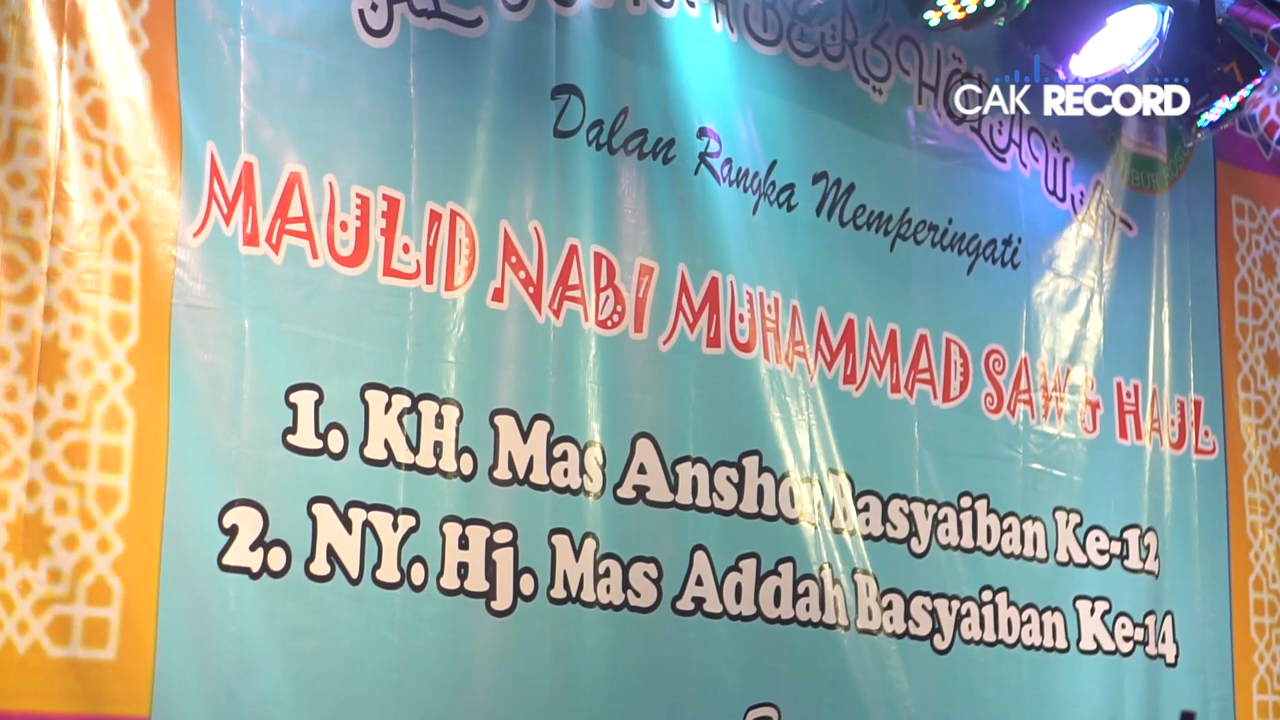 BERSHOLAWAT
Dalan Rangka Memperingati
MAULID NABI MUHAMMAD SAW & HAUL
1. KH. Mas Anshor Basyaiban Ke-12
2. NY. Hj. Mas Addah Basyaiban Ke-14
CAK RECORD